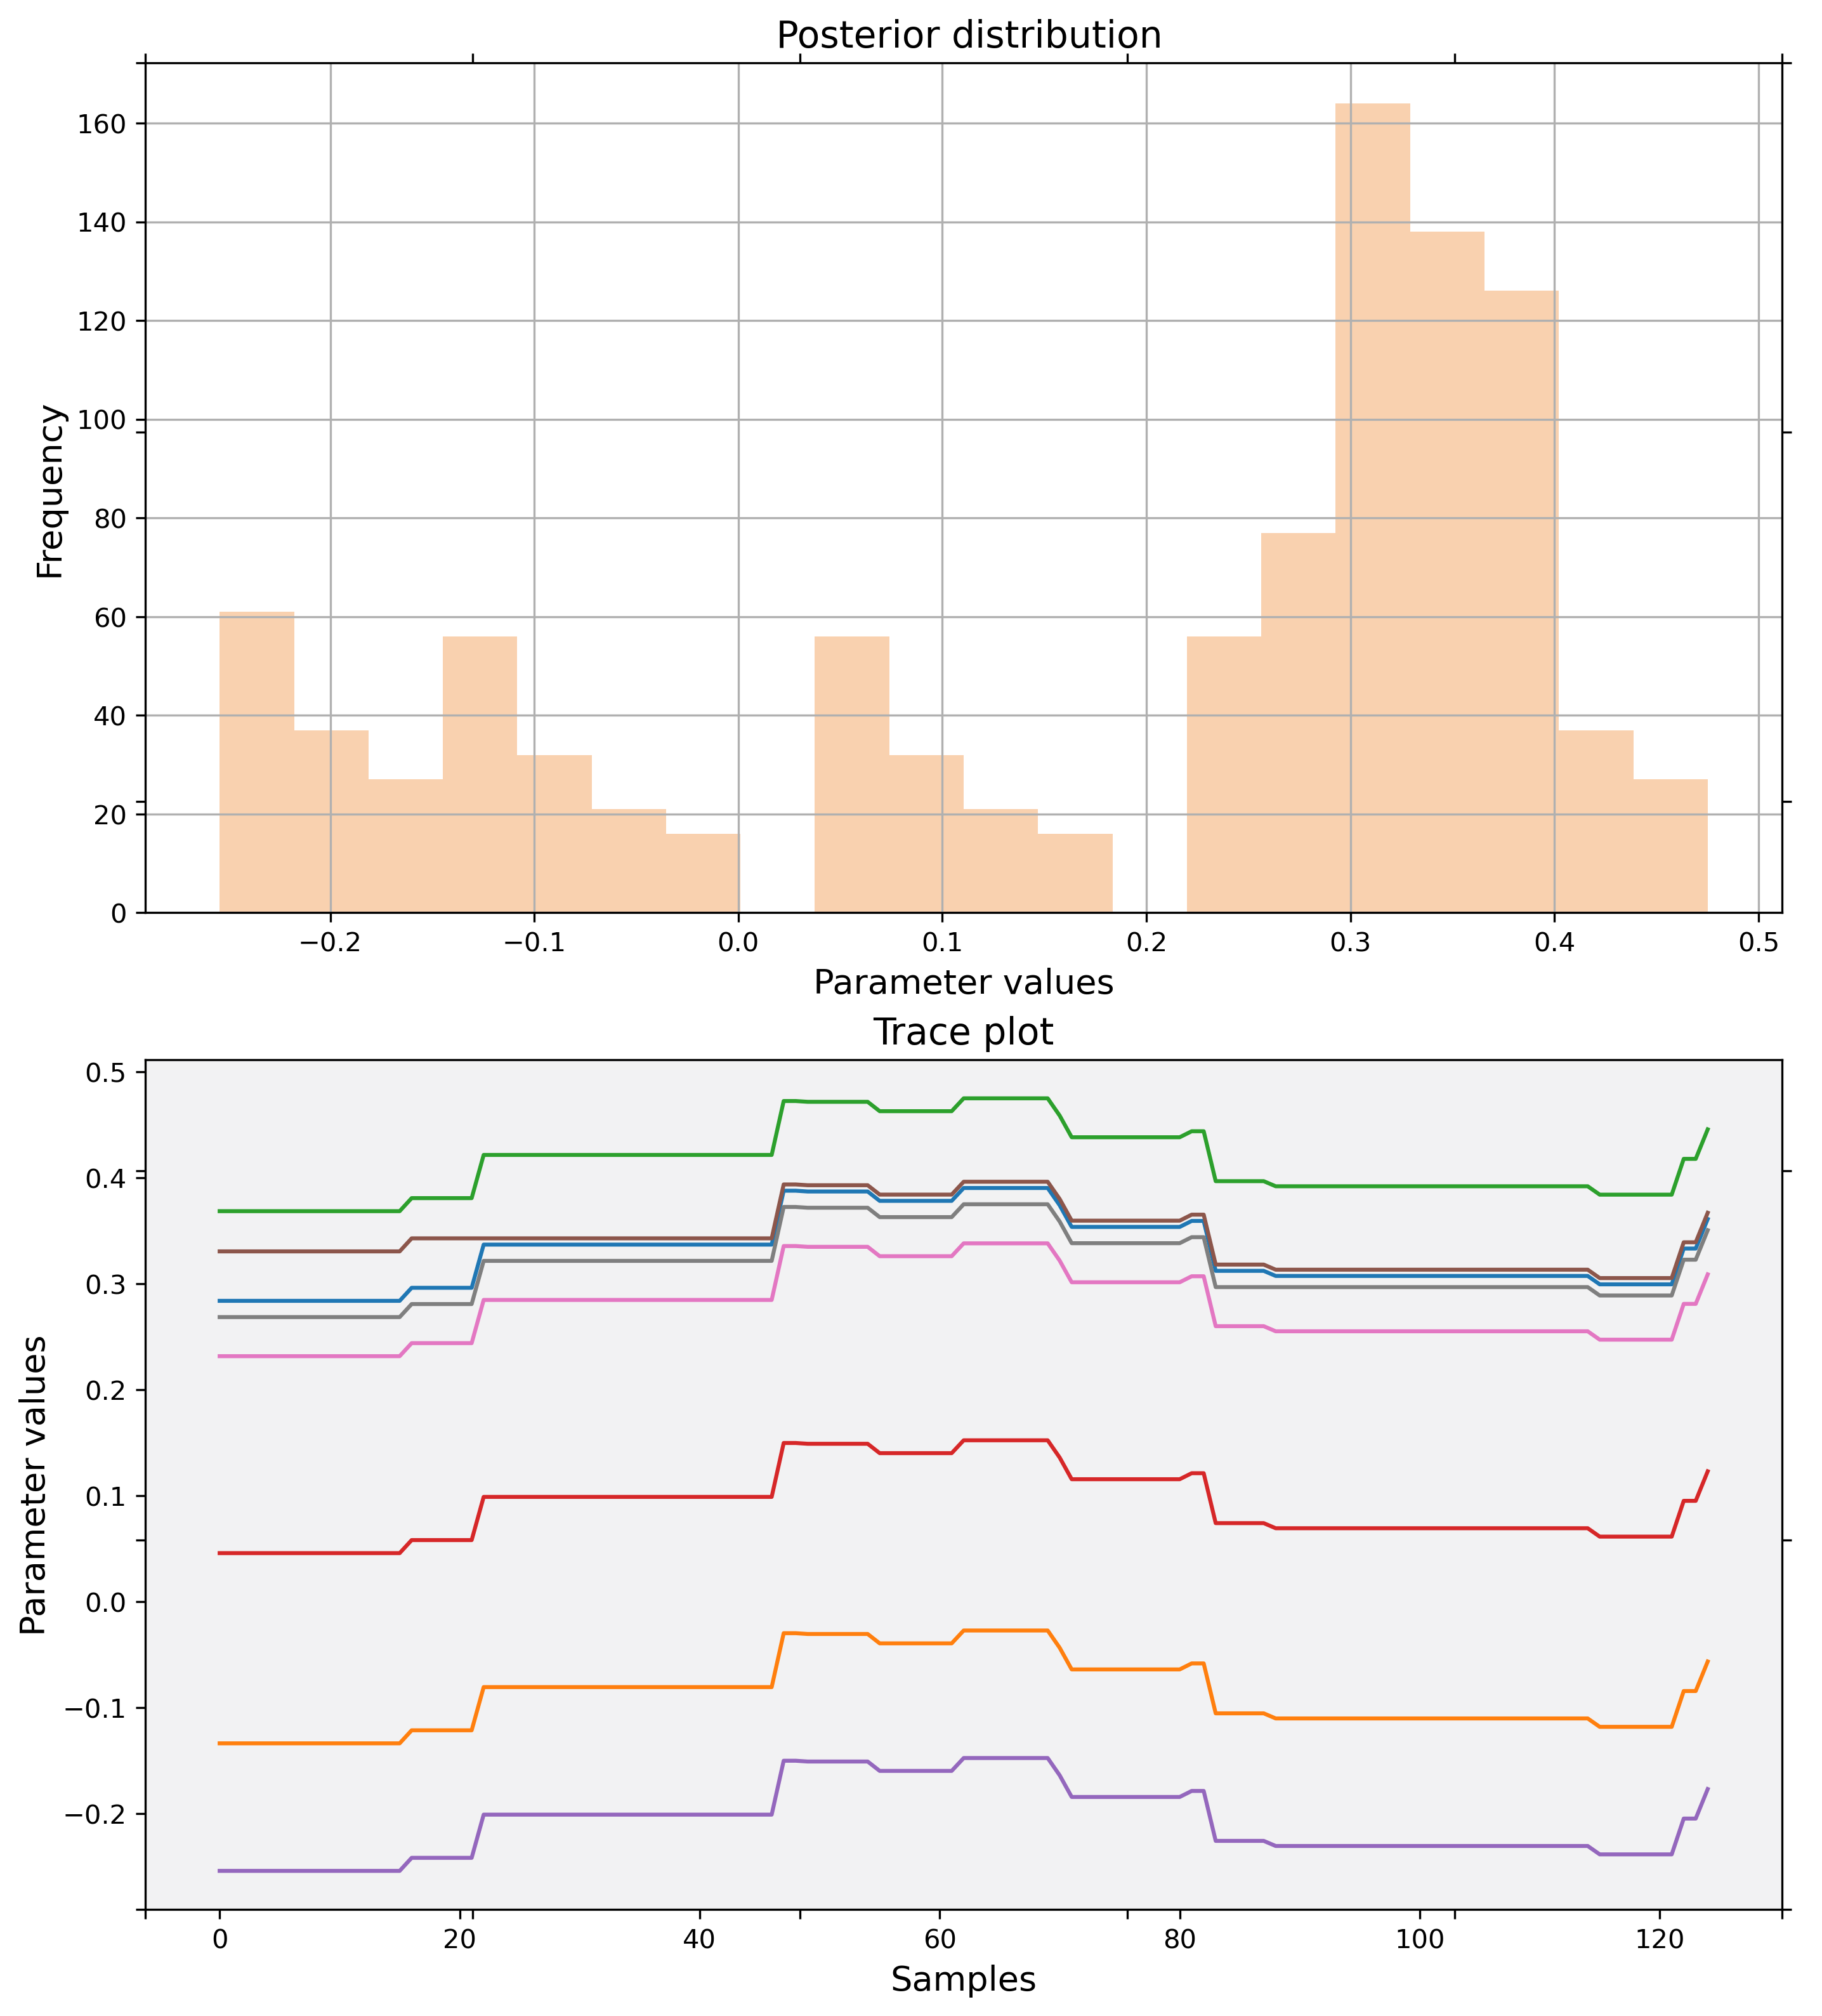 Posterior distribution
160
140
120
100
80
60
40
20
0
Frequency
−0.2 −0.1 0.0 0.1 0.2 0.3 0.4 0.5
Parameter values
Trace plot
0.5
0.4
0.3
0.2
0.1
0.0
−0.1
−0.2
Parameter values
0 20 40 60 80 100 120
Samples